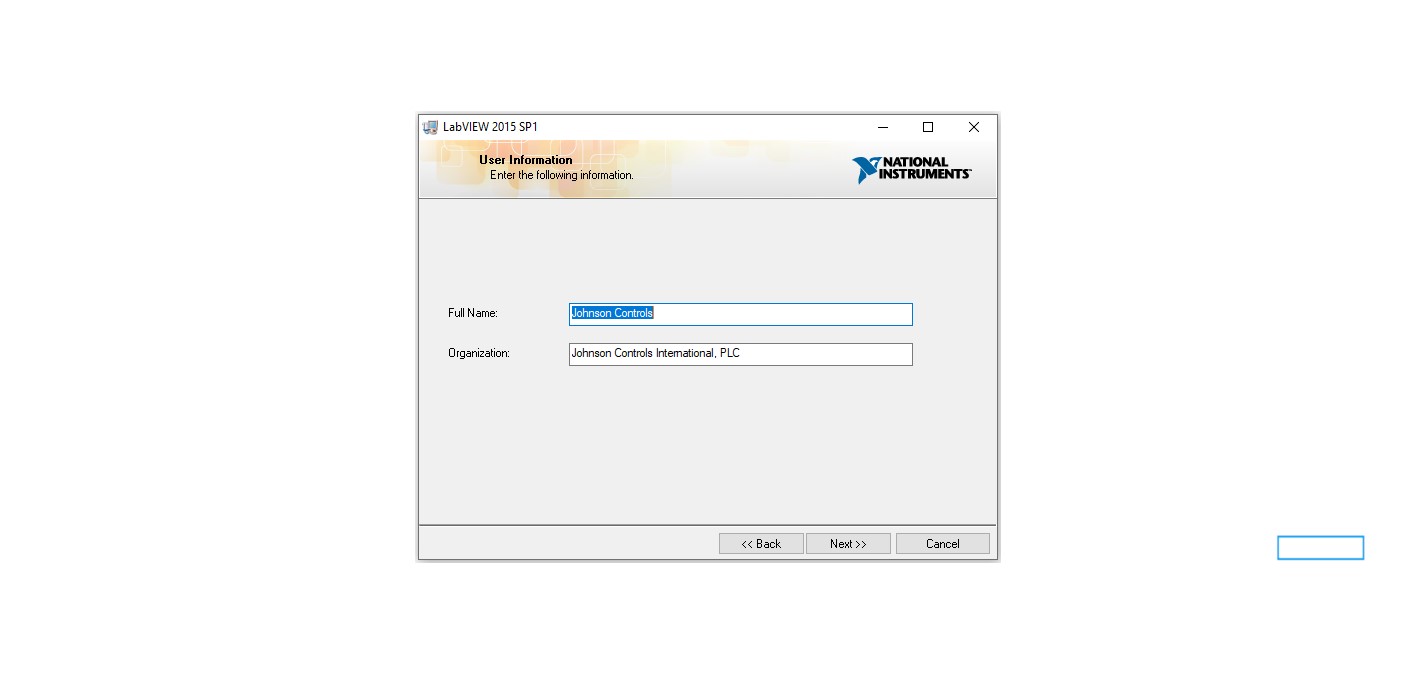 LabVIEW 2015 SP1
User Information
Enter the following information.
NATIONAL
INSTRUMENTS™
Full Name:
Johnson Controls
Organization:
Johnson Controls International, PLC
<< Back
Next >>
Cancel